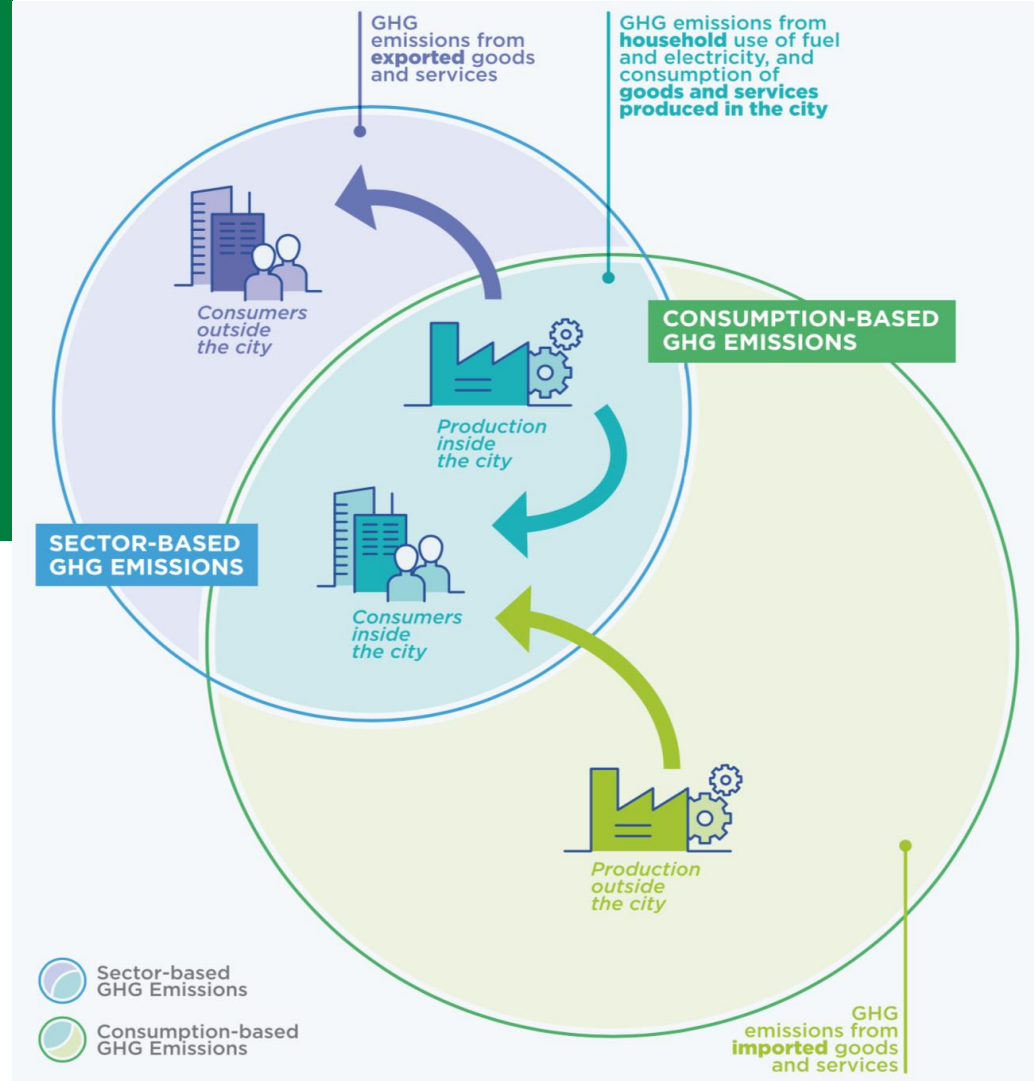 GHG
emissions from
exported goods
and services
GHG emissions from
household use of fuel
and electricity, and
consumption of
goods and services
produced in the city
Consumers
outside
the city
CONSUMPTION-BASED
GHG EMISSIONS
Production
inside
the city
SECTOR-BASED
GHG EMISSIONS
Consumers
inside
the city
Production
outside
the city
Sector-based
GHG Emissions
Consumption-based
GHG Emissions
GHG
emissions from
imported goods
and services